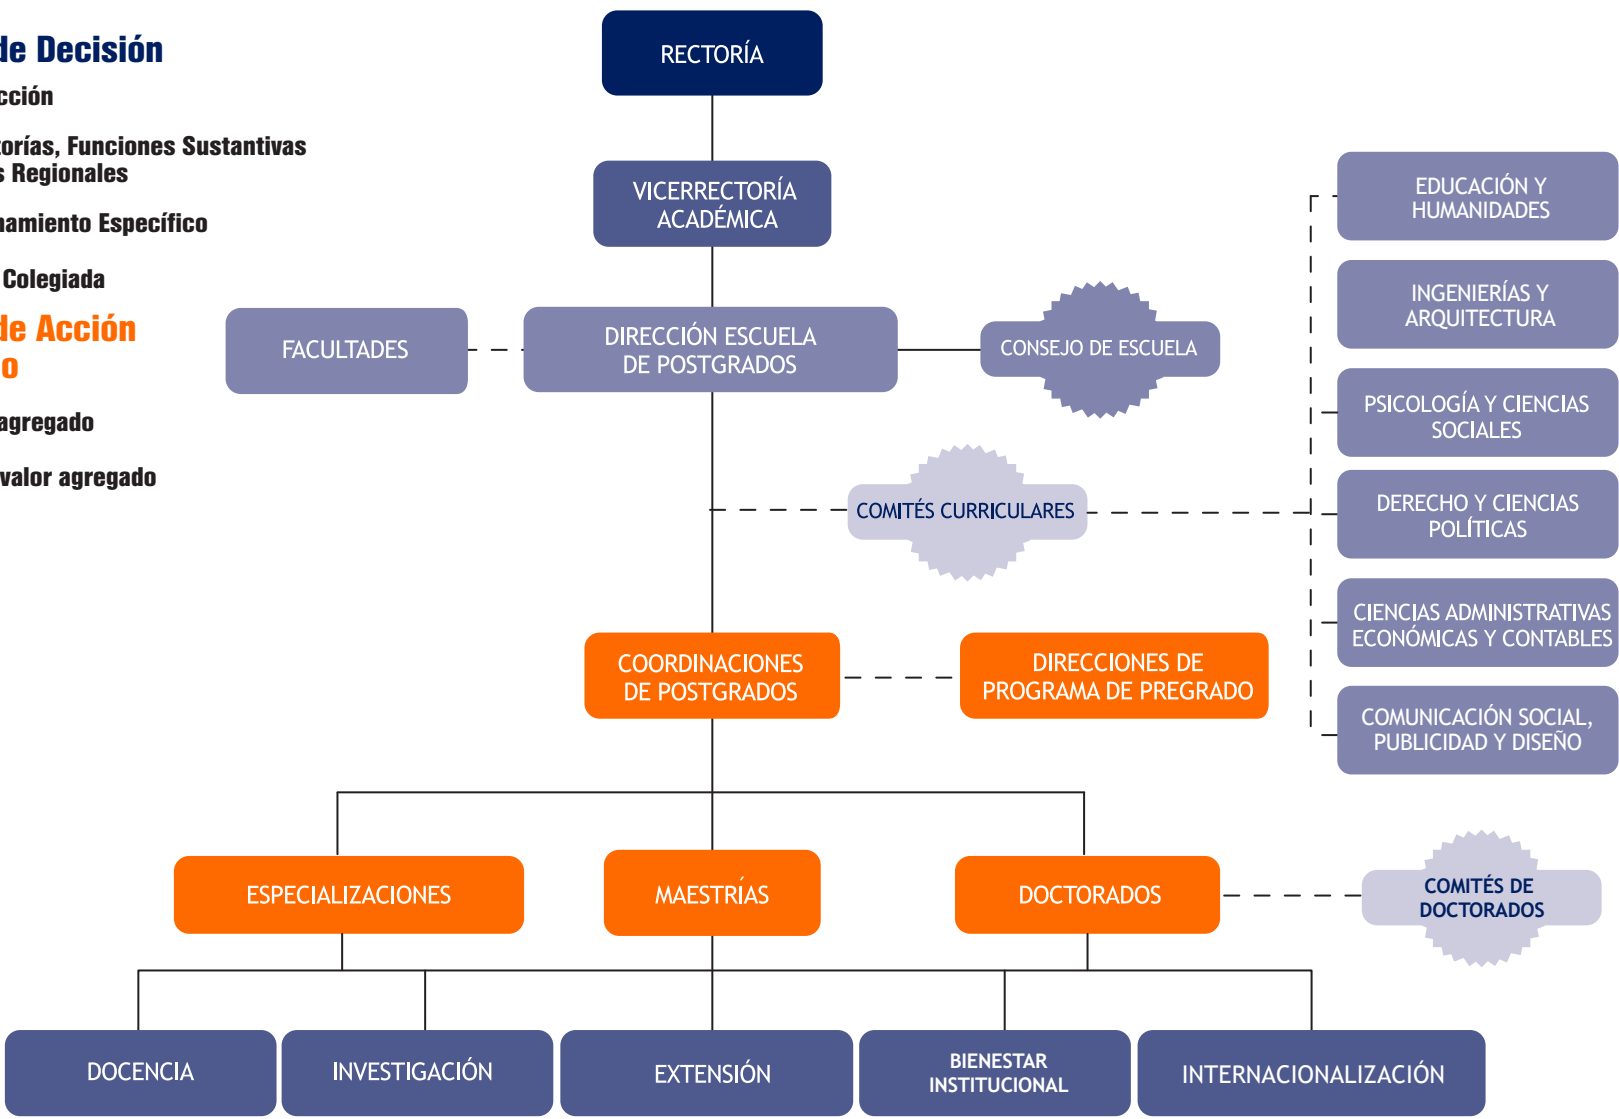 de Decisión
cción
torías, Funciones Sustantivas
s Regionales
namiento Específico
Colegiada
de Acción
o
agregado
valor agregado
RECTORÍA
VICERRECTORÍA
ACADÉMICA
FACULTADES
DIRECCIÓN ESCUELA
DE POSTGRADOS
CONSEJO DE ESCUELA
COMITÉS CURRICULARES
EDUCACIÓN Y
HUMANIDADES
INGENIERÍAS Y
ARQUITECTURA
PSICOLOGÍA Y CIENCIAS
SOCIALES
DERECHO Y CIENCIAS
POLÍTICAS
CIENCIAS ADMINISTRATIVAS
ECONÓMICAS Y CONTABLES
COMUNICACIÓN SOCIAL,
PUBLICIDAD Y DISEÑO
COORDINACIONES
DE POSTGRADOS
DIRECCIONES DE
PROGRAMA DE PREGRADO
ESPECIALIZACIONES
MAESTRÍAS
DOCTORADOS
COMITÉS DE
DOCTORADOS
DOCENCIA
INVESTIGACIÓN
EXTENSIÓN
BIENESTAR
INSTITUCIONAL
INTERNACIONALIZACIÓN